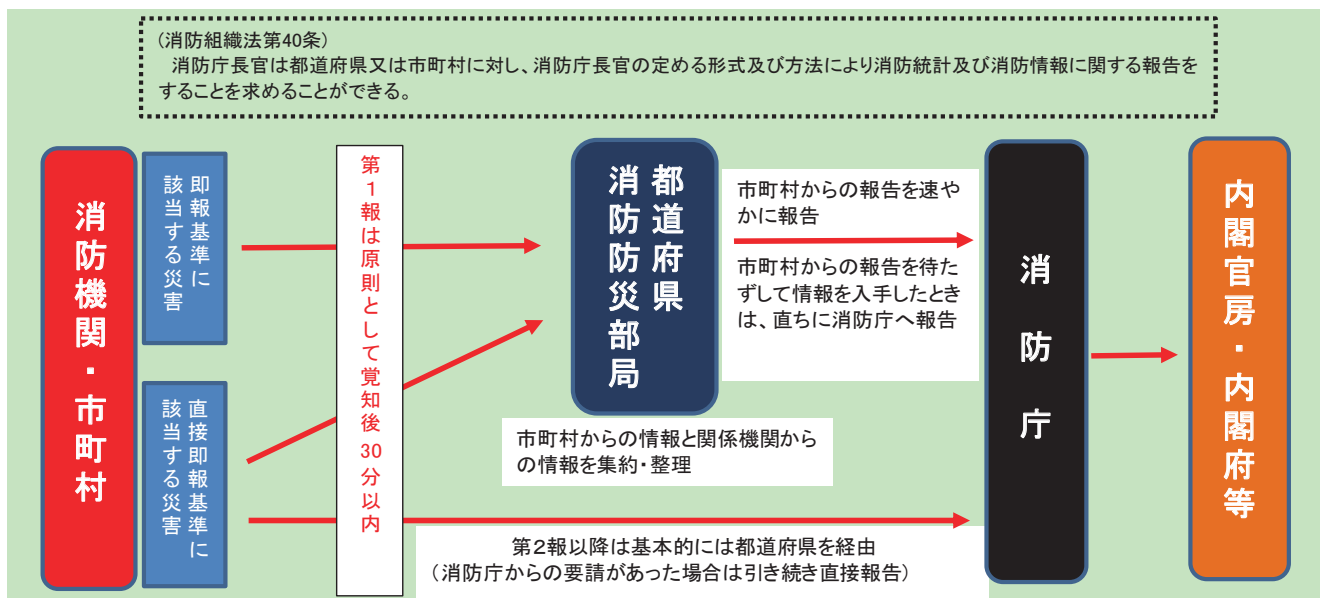 (消防組織法第40条)
消防庁長官は都道府県又は市町村に対し、消防庁長官の定める形式及び方法により消防統計及び消防情報に関する報告を
することを求めることができる。
消防機関・市町村
即報基準に
該当する災害
直接即報基準に
該当する災害
第1報は原則として覚知後30分以内
都道府県
消防防災部局
市町村からの情報と関係機関から
の情報を集約・整理
市町村からの報告を速や
かに報告
市町村からの報告を待た
ずして情報を入手したとき
は、直ちに消防庁へ報告
第2報以降は基本的には都道府県を経由
(消防庁からの要請があった場合は引き続き直接報告)
消防庁
内閣官房・内閣府等